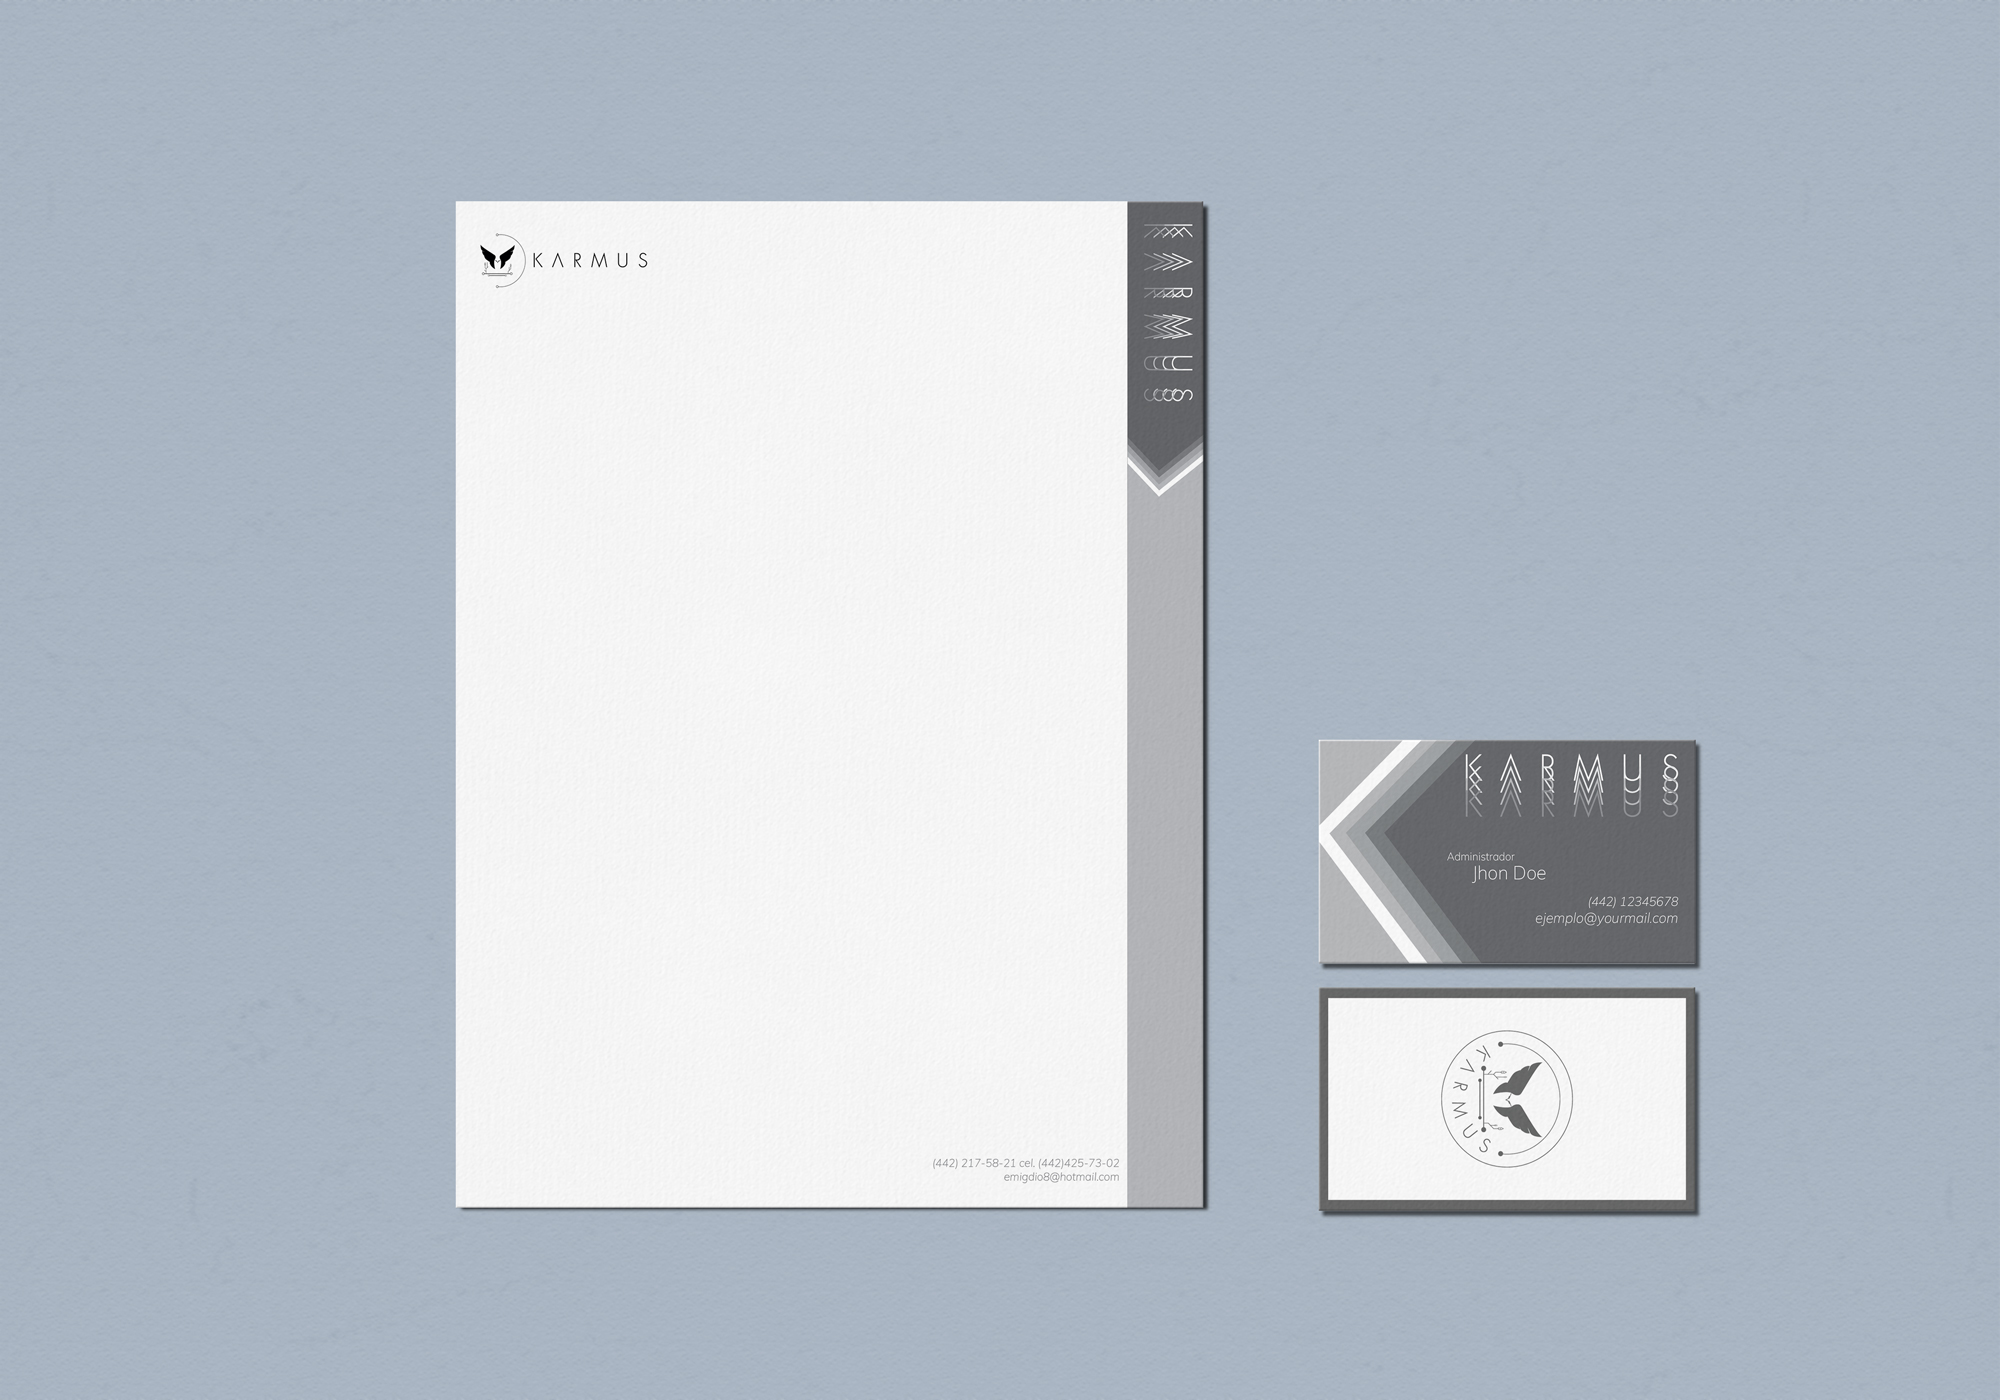 KARMUS
KARMUS
(442) 217-58-21 cel. (442)425-73-02
emigdio8@hotmail.com
KARMUS
Administrador
Jhon Doe
(442) 12345678
ejemplo@yourmail.com
KARMUS